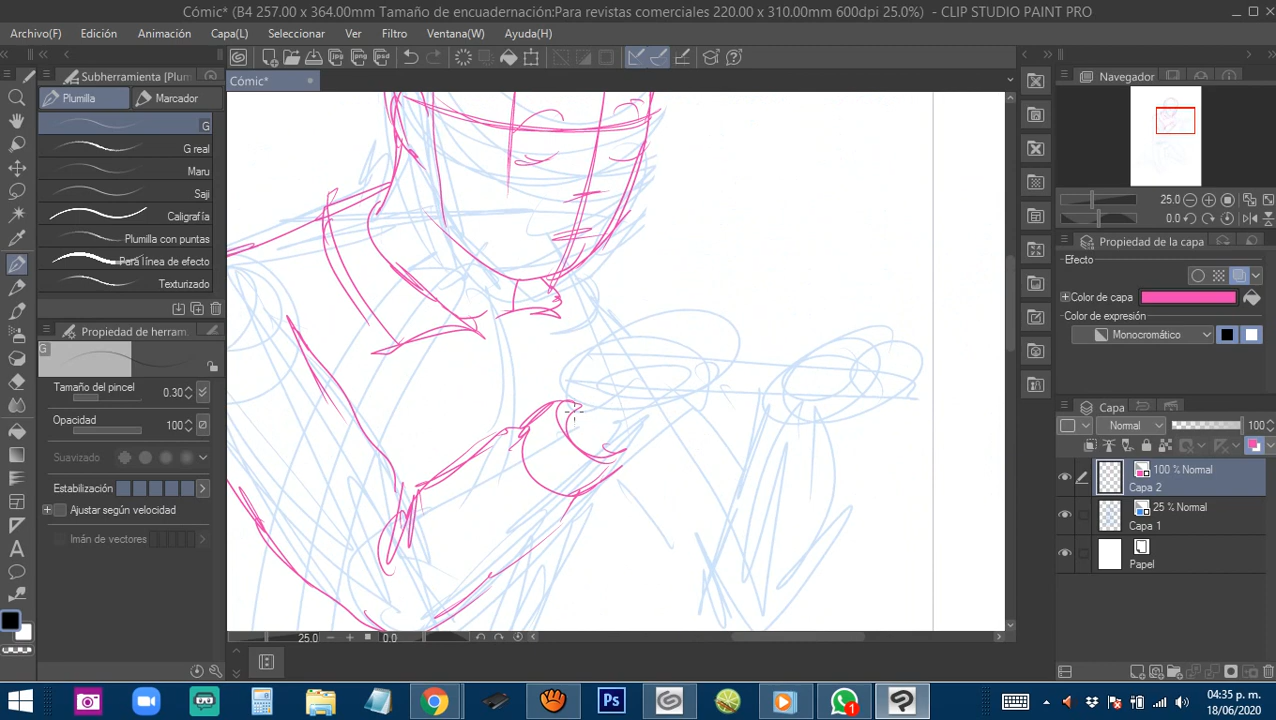 Cómic* (B4 257.00 x 364.00mm Tamaño de encuadernación:Para revistas comerciales 220.00 x 310.00mm 600dpi 25.0%) - CLIP STUDIO PAINT PRO
Archivo(F) Edición Animación Capa(L) Seleccionar Ver Filtro Ventana(W) Ayuda(H)
Subherramienta [Plum
Cómic*
Navegador
Plumilla
Marcador
G
G real
Maru
Saji
Caligrafía
Plumilla con puntas
Para línea de efecto
Texturizado
Propiedad de herram
G
Tamaño del pincel 0.30
Opacidad 100
Suavizado
Estabilización
Ajustar según velocidad
Imán de vectores
25.0
0.0
25.0
0.0
Propiedad de la capa
Efecto
Color de capa
Color de expresión
Monocromático
Capa
Normal
100
100 % Normal
Capa 2
25 % Normal
Capa 1
Papel
Ps
1
04:35 p. m.
18/06/2020